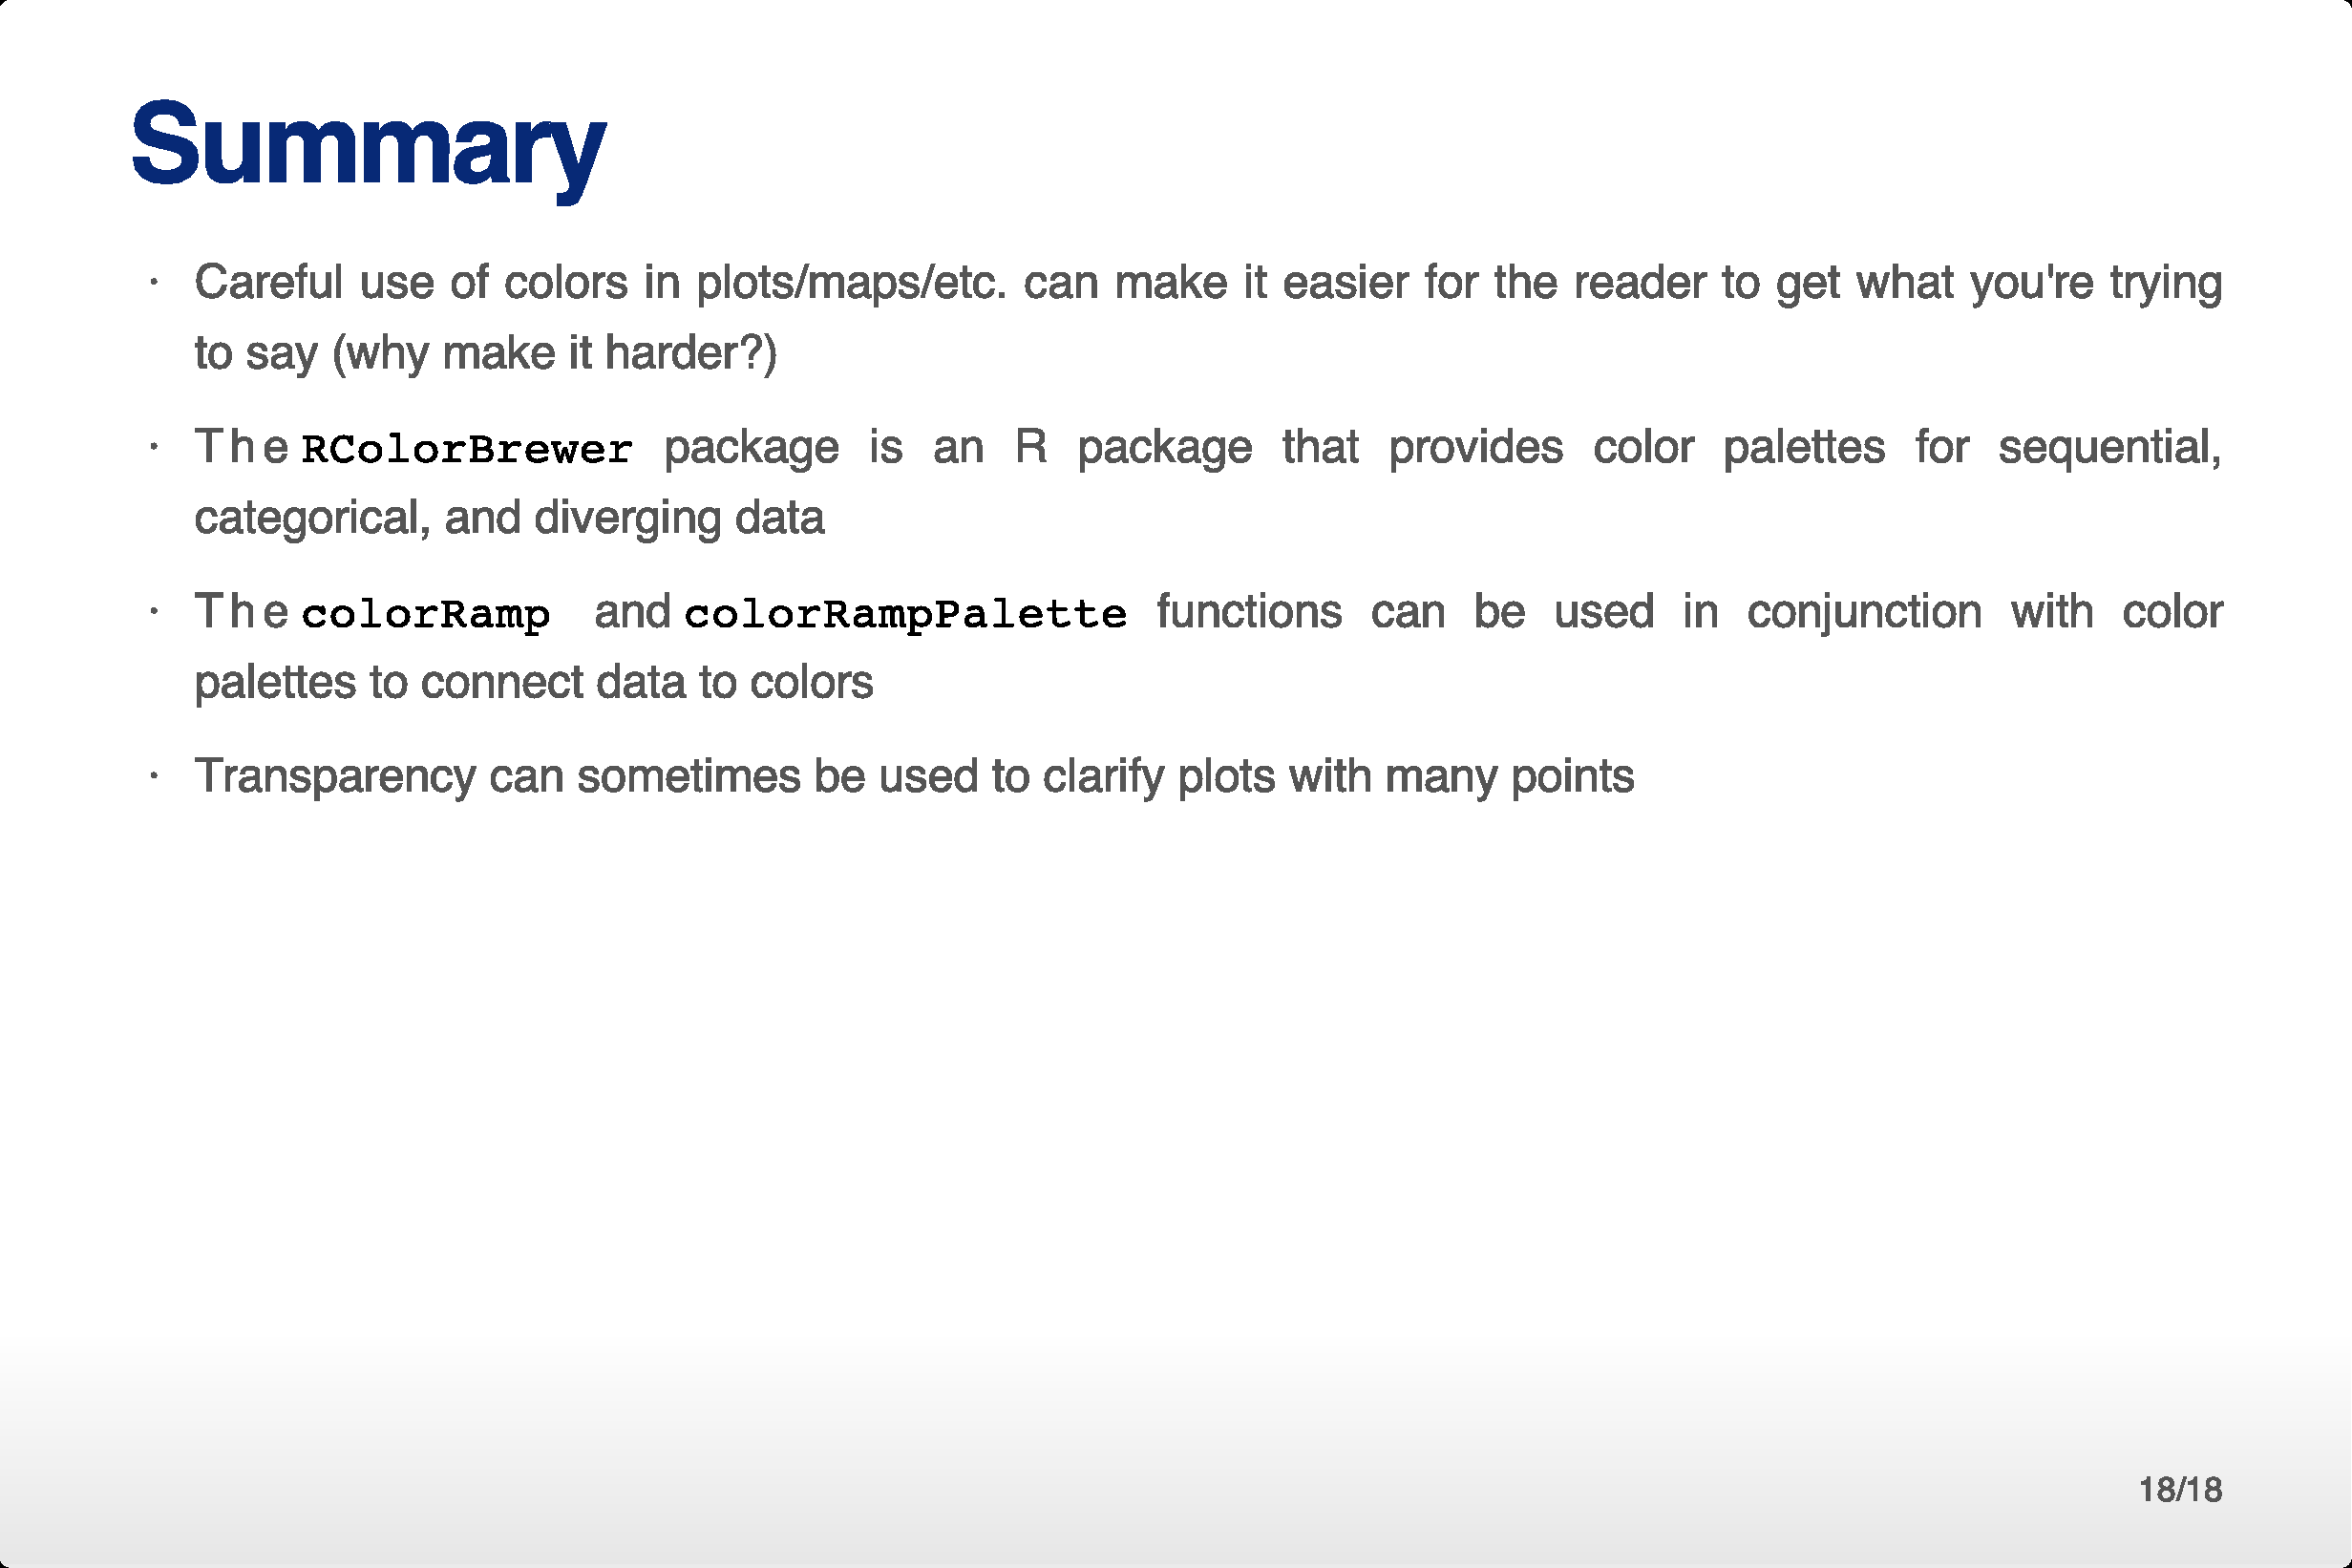 Summary
· Careful use of colors in plots/maps/etc. can make it easier for the reader to get what you're trying
to say (why make it harder?)
· The RColorBrewer package is an R package that provides color palettes for sequential,
categorical, and diverging data
· The colorRamp and colorRampPalette functions can be used in conjunction with color
palettes to connect data to colors
· Transparency can sometimes be used to clarify plots with many points
18/18